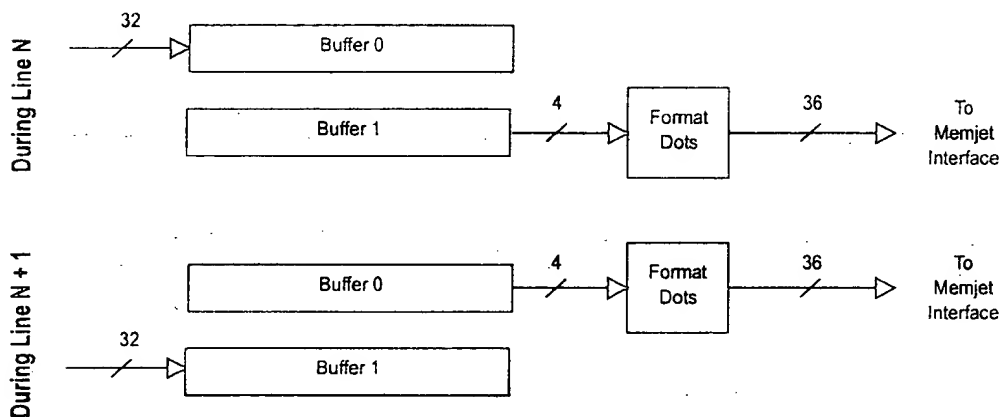 During Line N
32
Buffer 0
Buffer 1
4
Format
Dots
36
To
Memjet
Interface
During Line N + 1
Buffer 0
4
Format
Dots
36
To
Memjet
Interface
32
Buffer 1